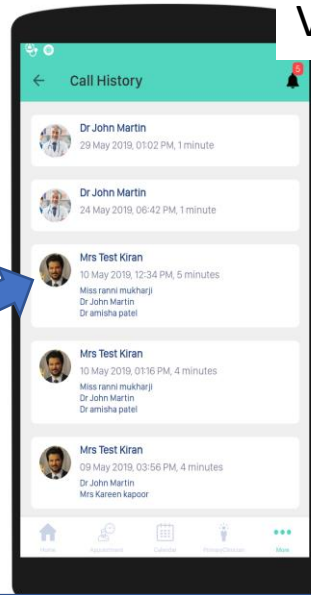 V
5
Call History
Dr John Martin
29 May 2019, 01:02 PM, 1 minute
Dr John Martin
24 May 2019, 06:42 PM, 1 minute
Mrs Test Kiran
10 May 2019, 12:34 PM, 5 minutes
Miss ranni mukharji
Dr John Martin
Dr amisha patel
Mrs Test Kiran
10 May 2019, 01:16 PM, 4 minutes
Miss ranni mukharji
Dr John Martin
Dr amisha patel
Mrs Test Kiran
09 May 2019, 03:56 PM, 4 minutes
Dr John Martin
Mrs Kareen kapoor
Home
Appointment
Calendar
More